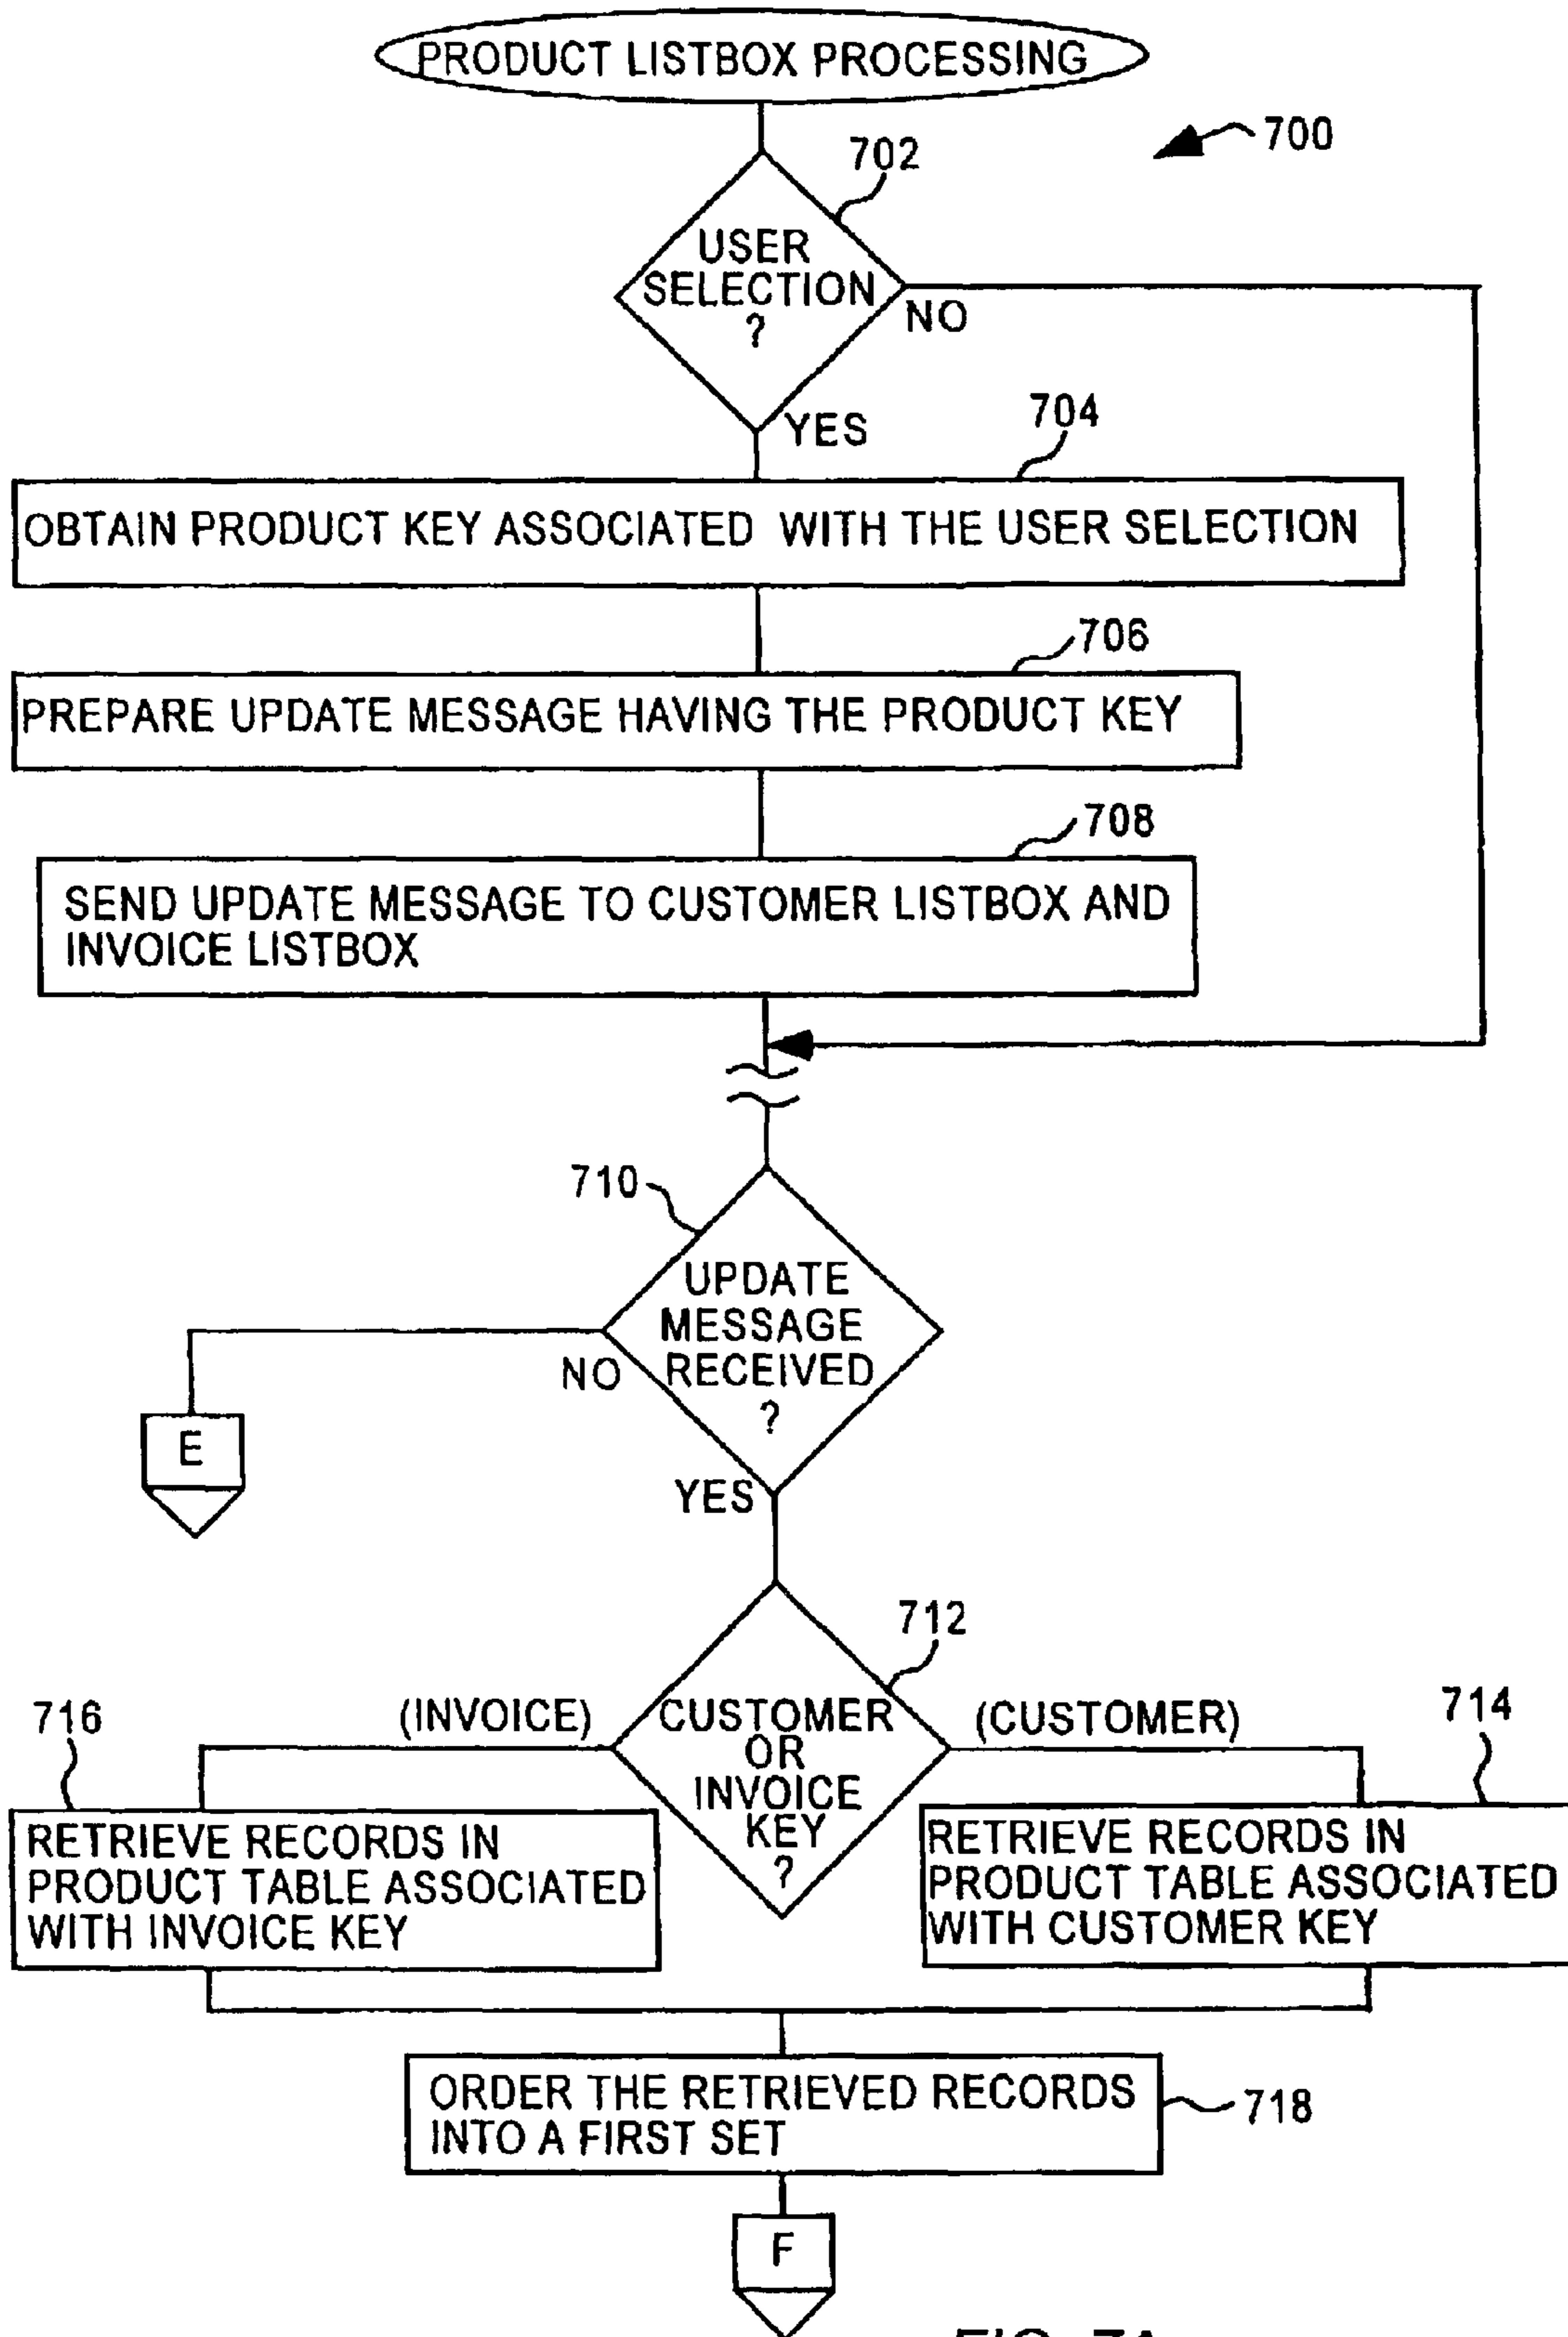 PRODUCT LISTBOX PROCESSING
700
702
USER
SELECTION
?
NO
YES
704
OBTAIN PRODUCT KEY ASSOCIATED WITH THE USER SELECTION
706
PREPARE UPDATE MESSAGE HAVING THE PRODUCT KEY
708
SEND UPDATE MESSAGE TO CUSTOMER LISTBOX AND
INVOICE LISTBOX
710
UPDATE
MESSAGE
RECEIVED
?
NO
E
YES
712
716
(INVOICE)
CUSTOMER
OR
INVOICE
KEY
?
(CUSTOMER)
714
RETRIEVE RECORDS IN
PRODUCT TABLE ASSOCIATED
WITH INVOICE KEY
RETRIEVE RECORDS IN
PRODUCT TABLE ASSOCIATED
WITH CUSTOMER KEY
ORDER THE RETRIEVED RECORDS
INTO A FIRST SET
718
F